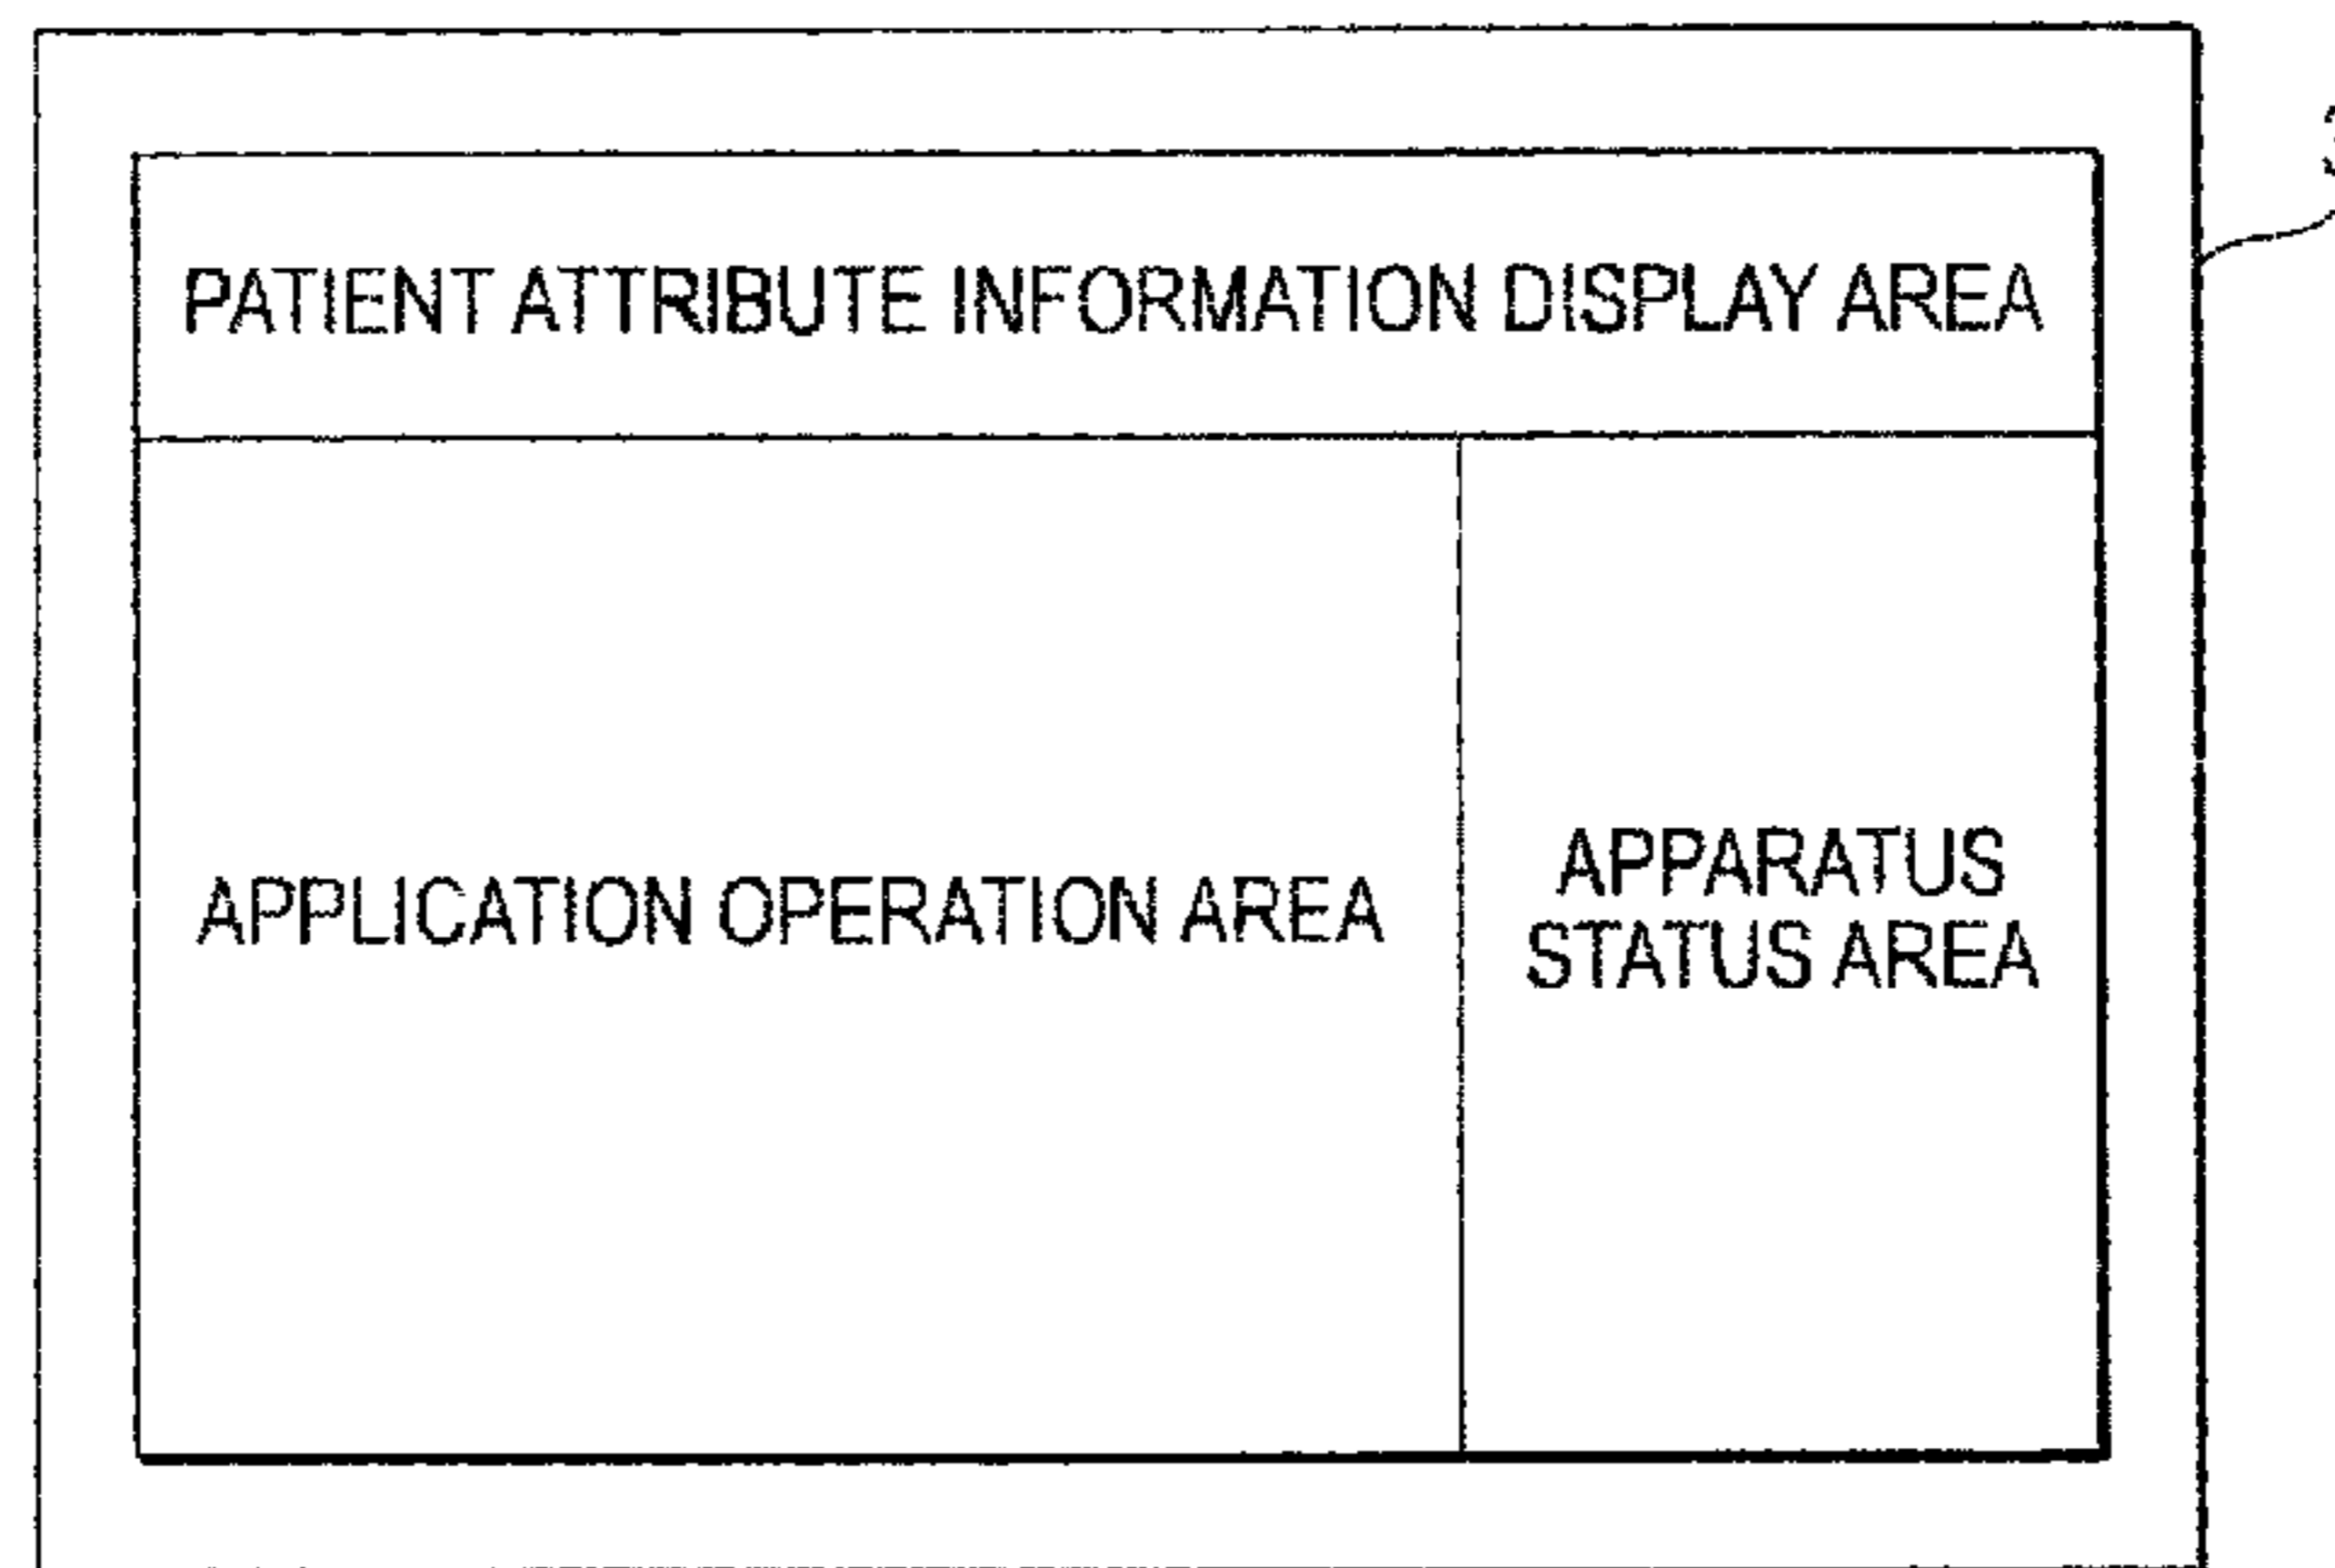 PATIENT ATTRIBUTE INFORMATION DISPLAY AREA
APPLICATION OPERATION AREA
APPARATUS
STATUS AREA